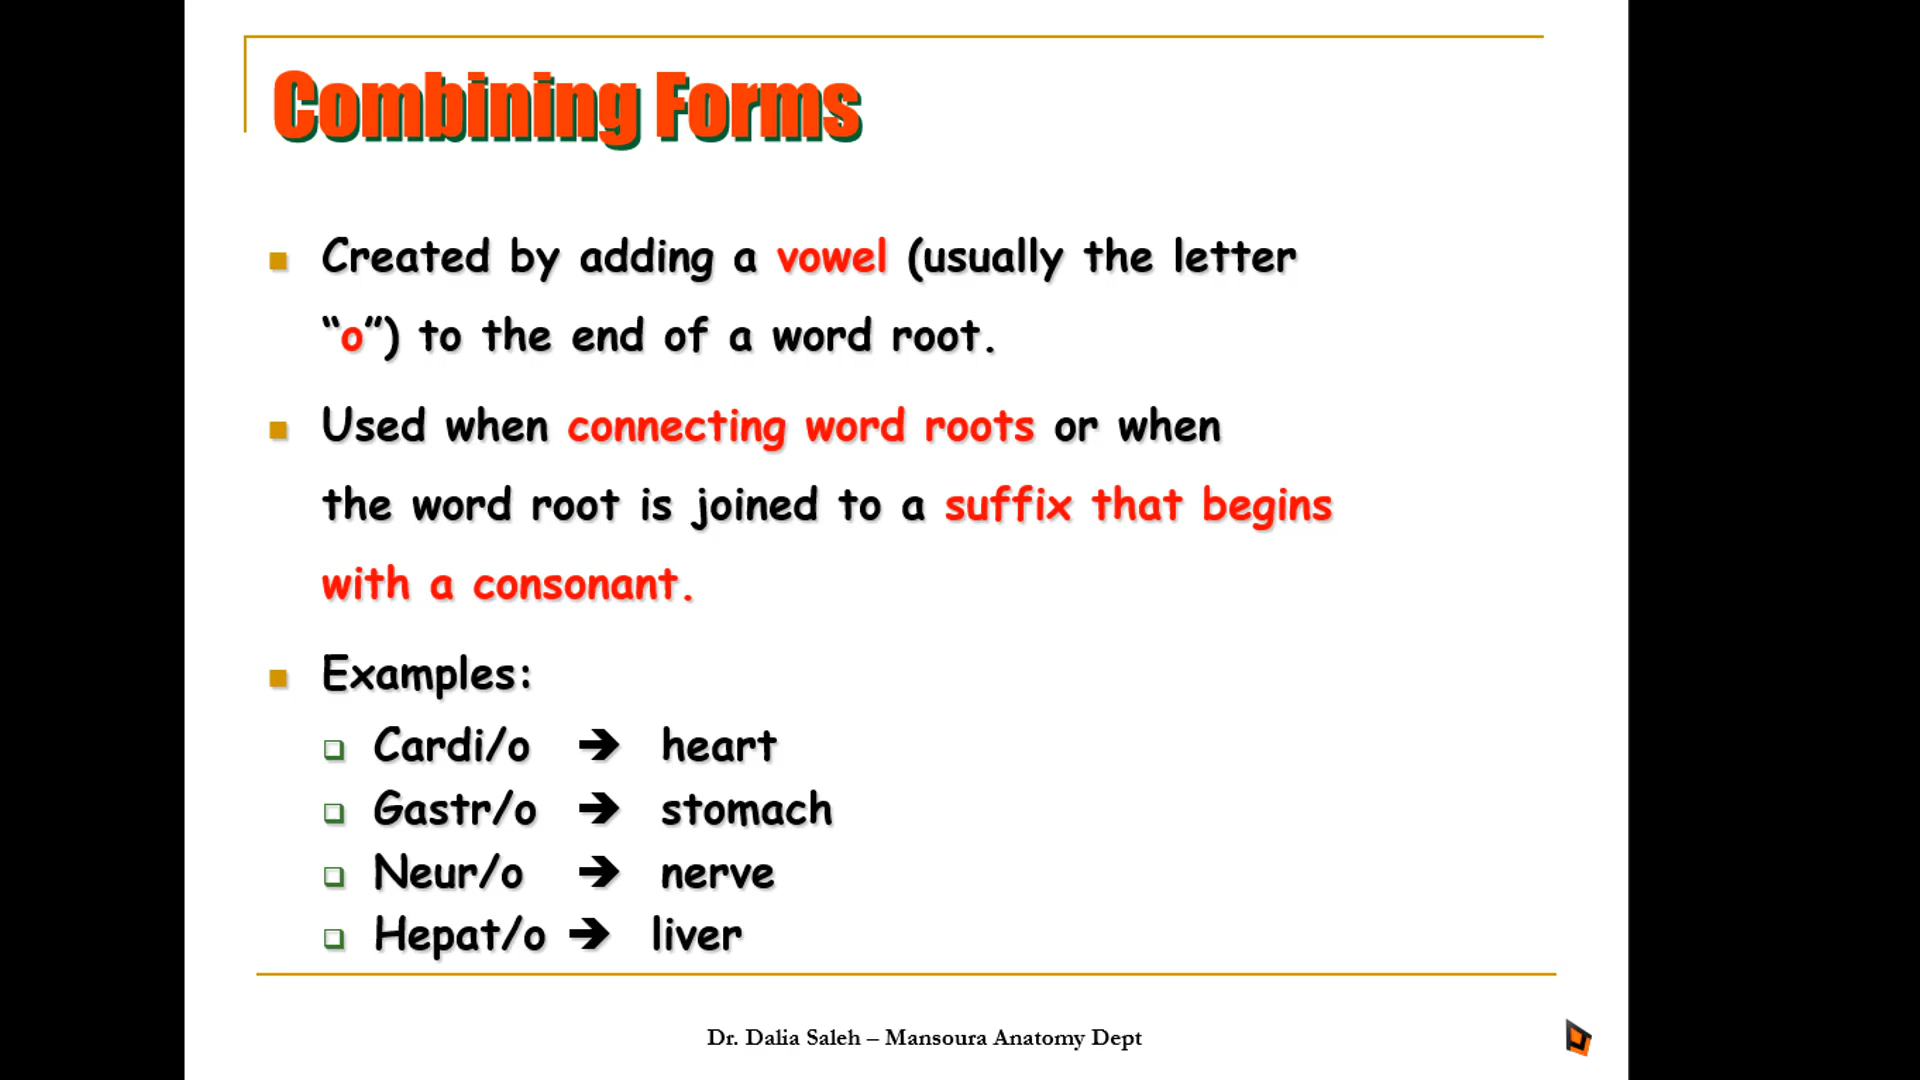 Combining Forms
Created by adding a vowel (usually the letter
“o”) to the end of a word root.
Used when connecting word roots or when
the word root is joined to a suffix that begins
with a consonant.
Examples:
Cardi/o ➔ heart
Gastr/o ➔ stomach
Neur/o ➔ nerve
Hepat/o ➔ liver
Dr. Dalia Saleh – Mansoura Anatomy Dept